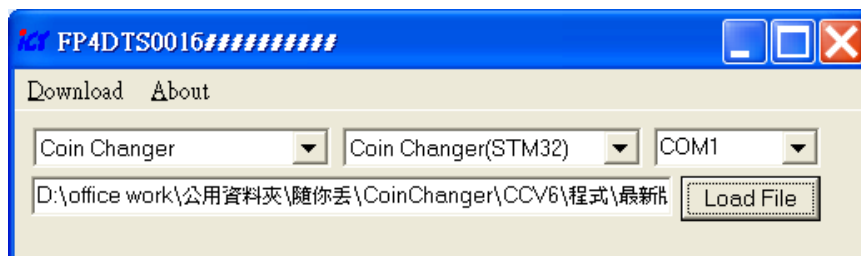 ICT FP4DTS0016##########
Download About
Coin Changer Coin Changer(STM32) COM1
D:\office work\公用資料夾\隨你丟\CoinChanger\CCV6\程式\最新 Load File